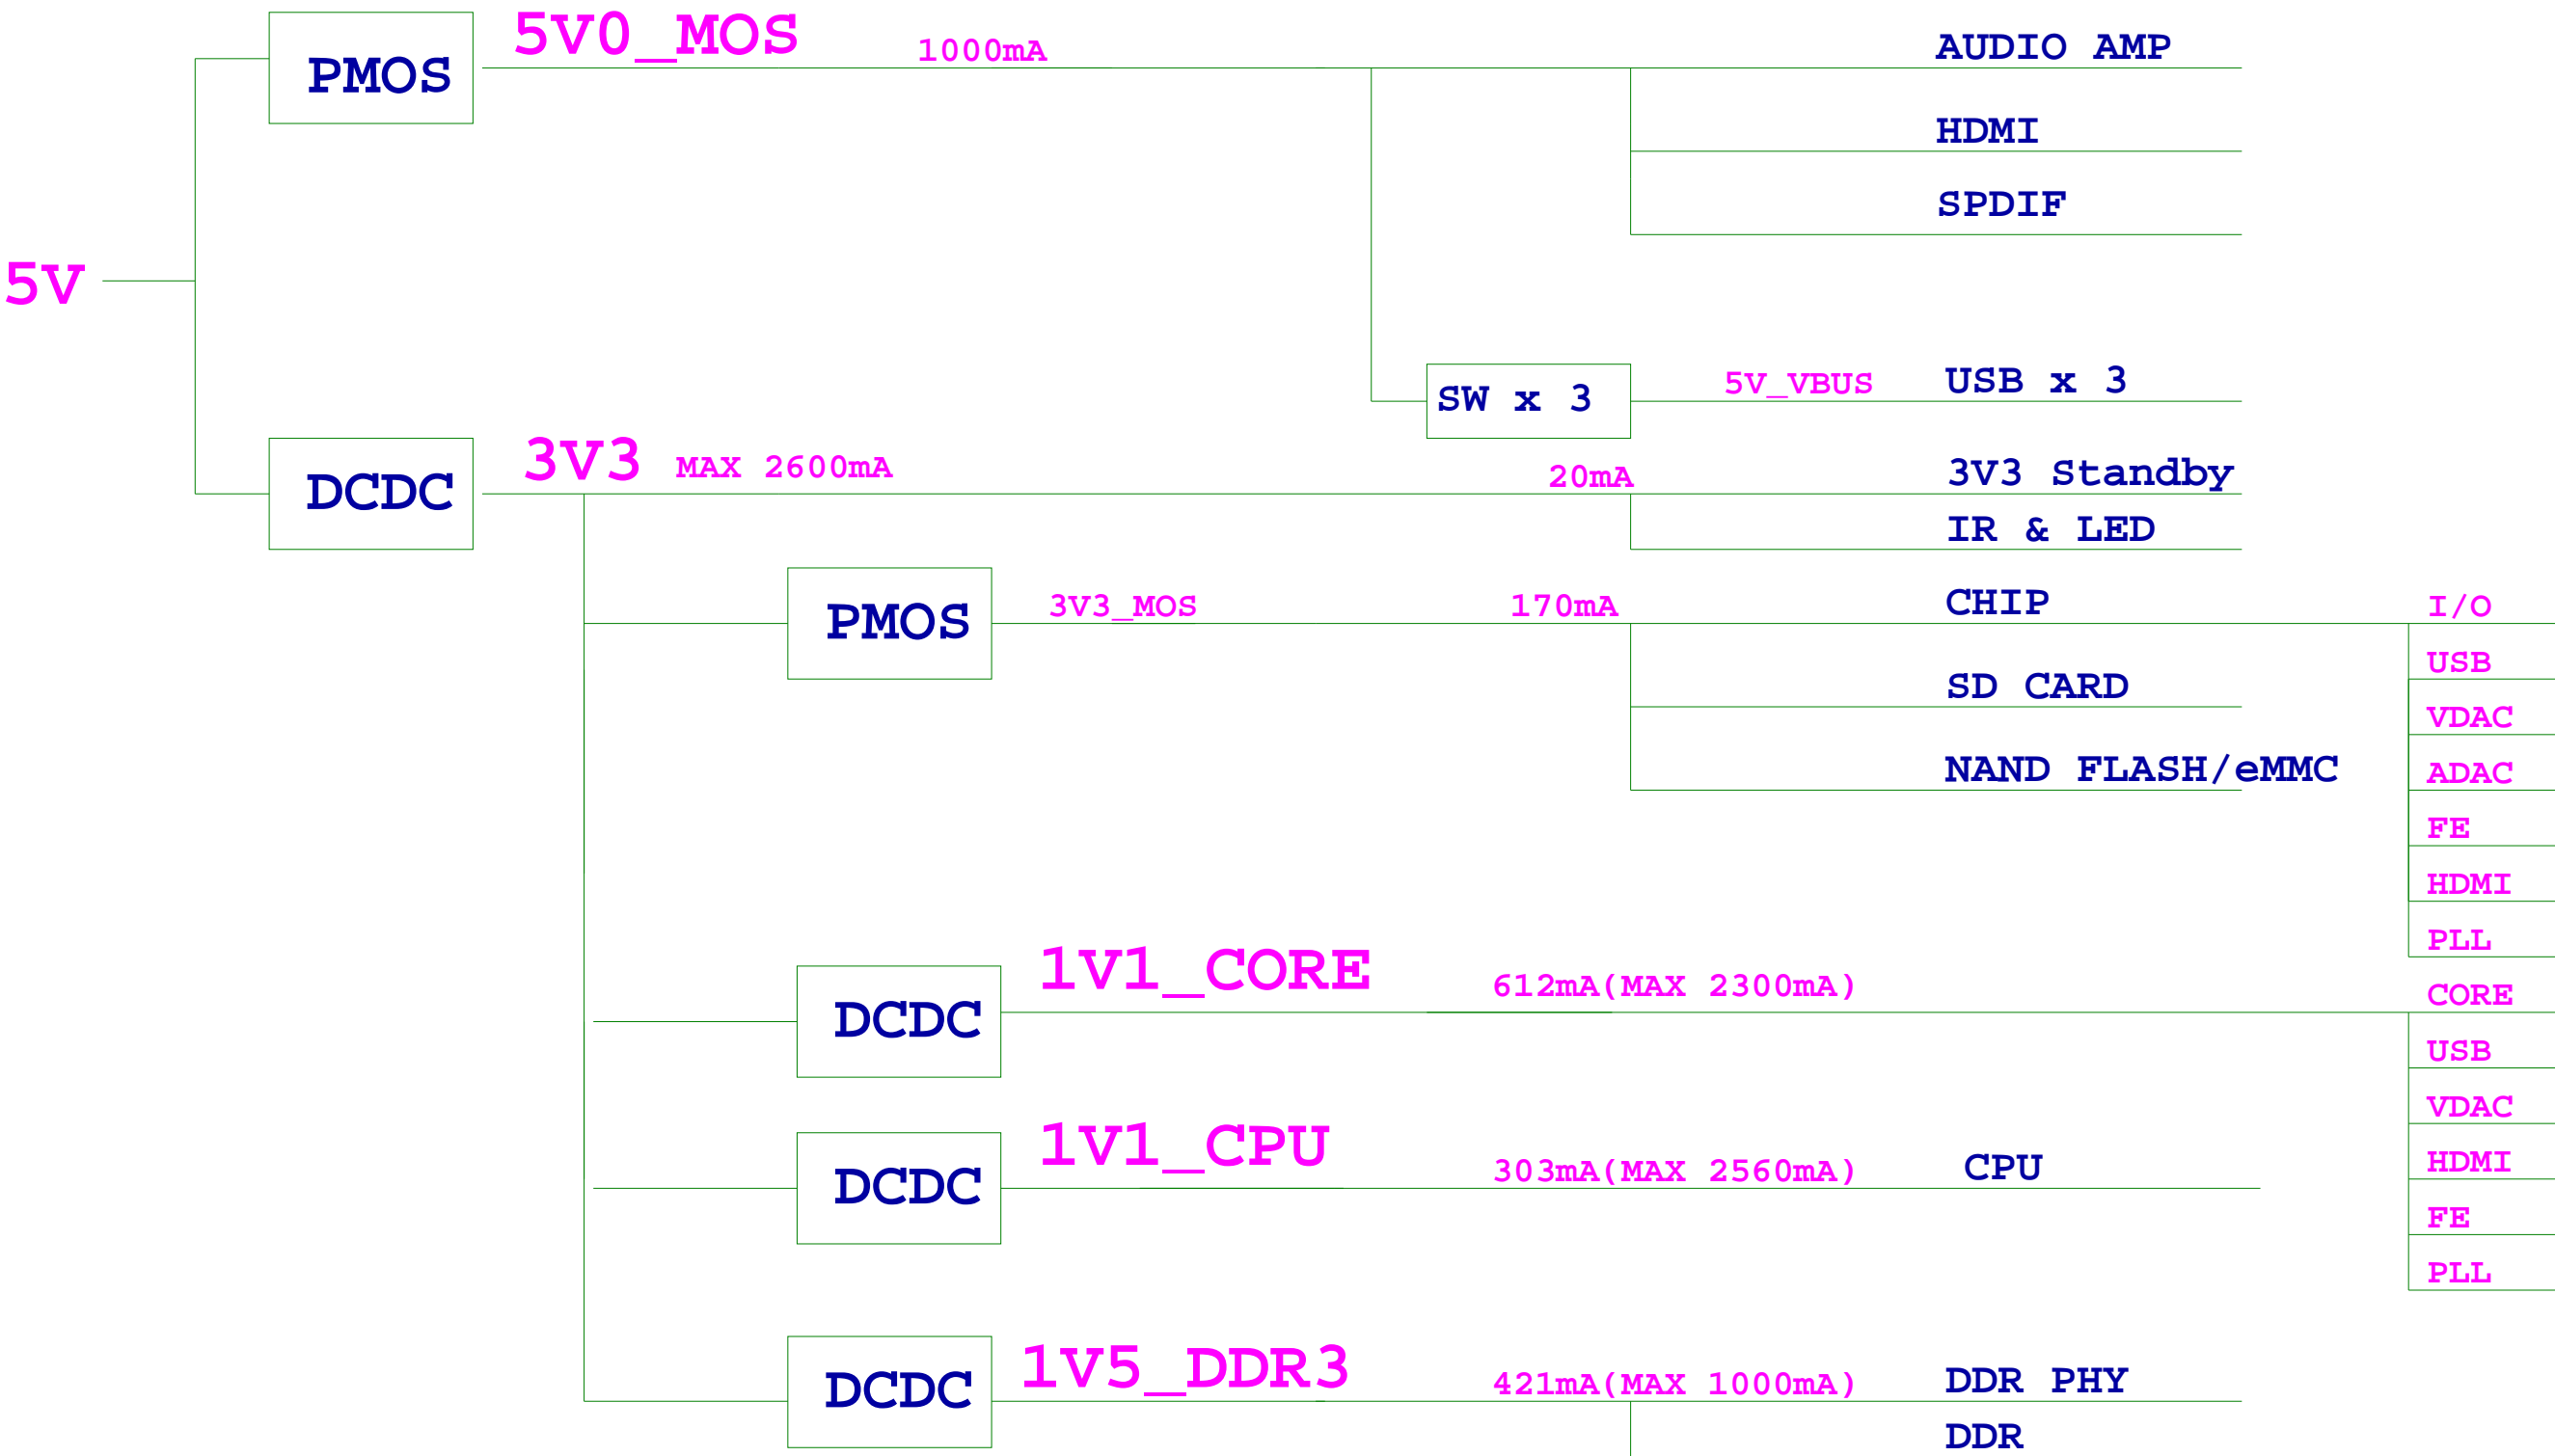 5V0_MOS
1000mA
AUDIO AMP
PMOS
HDMI
SPDIF
5V
SW x 3
5V_VBUS
USB x 3
3V3
MAX 2600mA
20mA
3V3 Standby
DCDC
IR & LED
PMOS
3V3_MOS
170mA
CHIP
I/O
USB
SD CARD
VDAC
NAND FLASH/eMMC
ADAC
FE
HDMI
PLL
1V1_CORE
612mA(MAX 2300mA)
CORE
DCDC
USB
VDAC
1V1_CPU
303mA(MAX 2560mA)
CPU
HDMI
DCDC
FE
PLL
1V5_DDR3
421mA(MAX 1000mA)
DDR PHY
DCDC
DDR